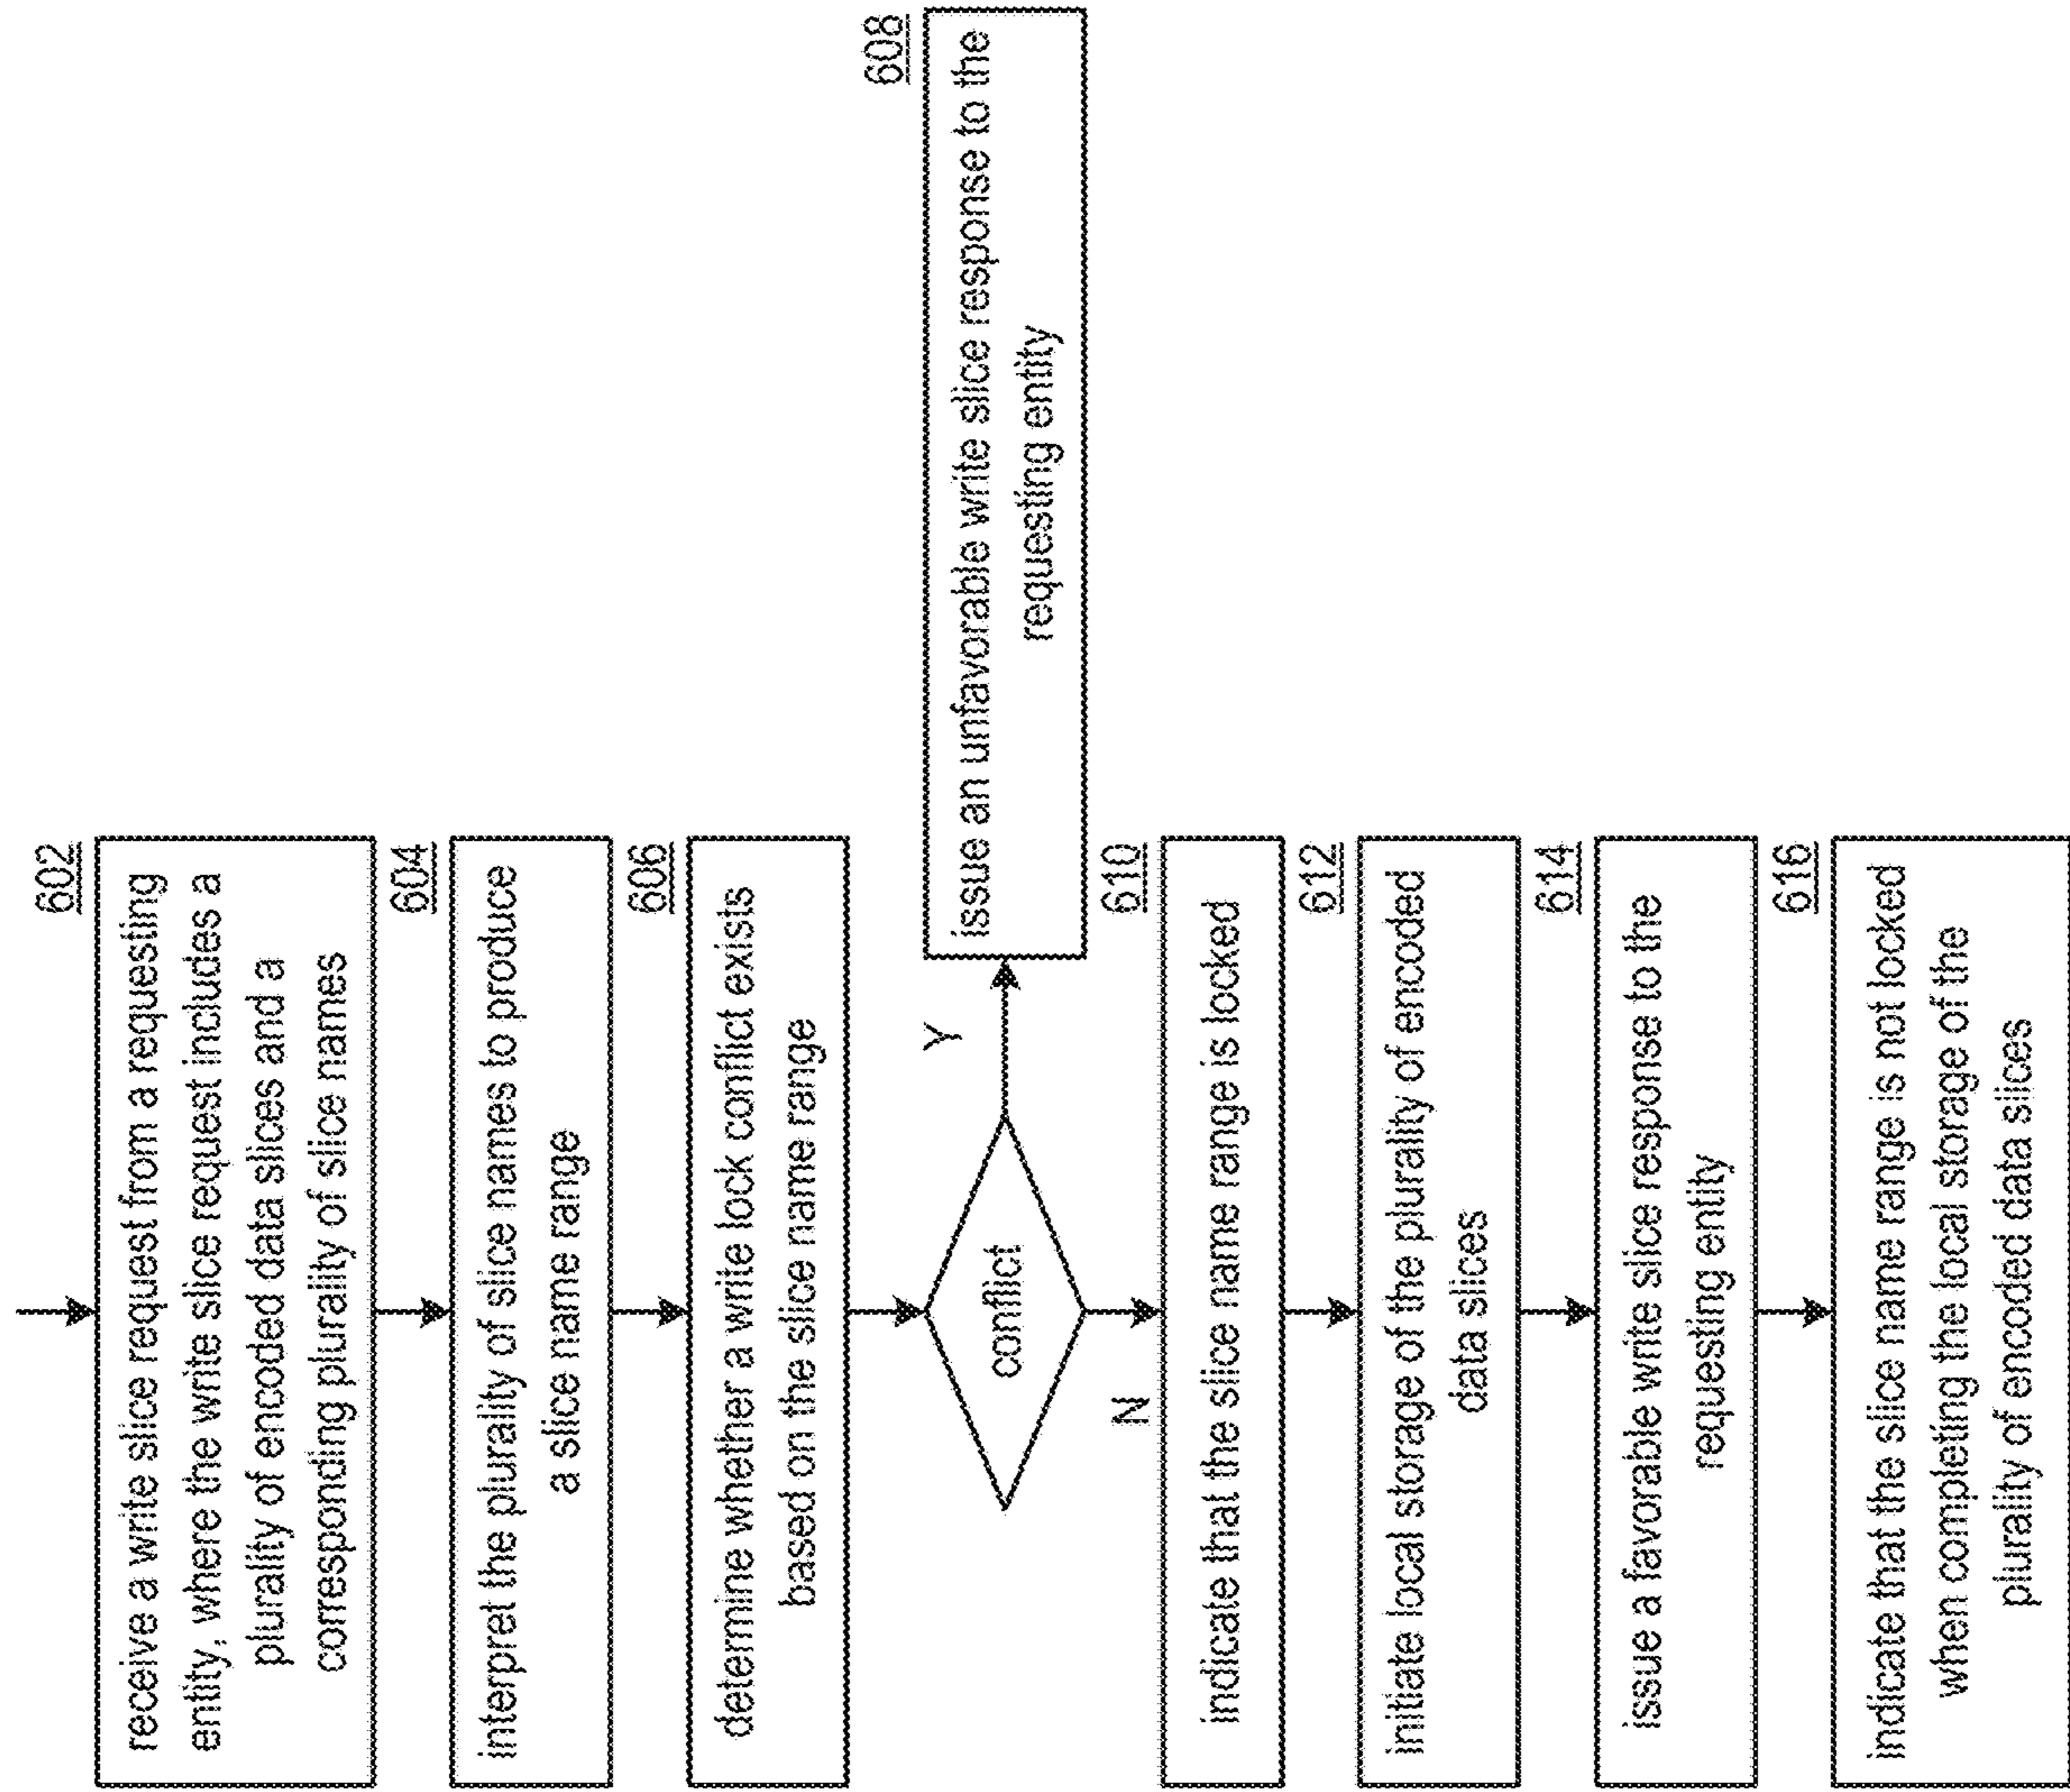 602
receive a write slice request from a requesting
entity, where the write slice request includes a
plurality of encoded data slices and a
corresponding plurality of slice names
604
interpret the plurality of slice names to produce
a slice name range
606
determine whether a write lock conflict exists
based on the slice name range
conflict
Y
608
issue an unfavorable write slice response to the
requesting entity
N
610
indicate that the slice name range is locked
612
initiate local storage of the plurality of encoded
data slices
614
issue a favorable write slice response to the
requesting entity
616
indicate that the slice name range is not locked
when completing the local storage of the
plurality of encoded data slices